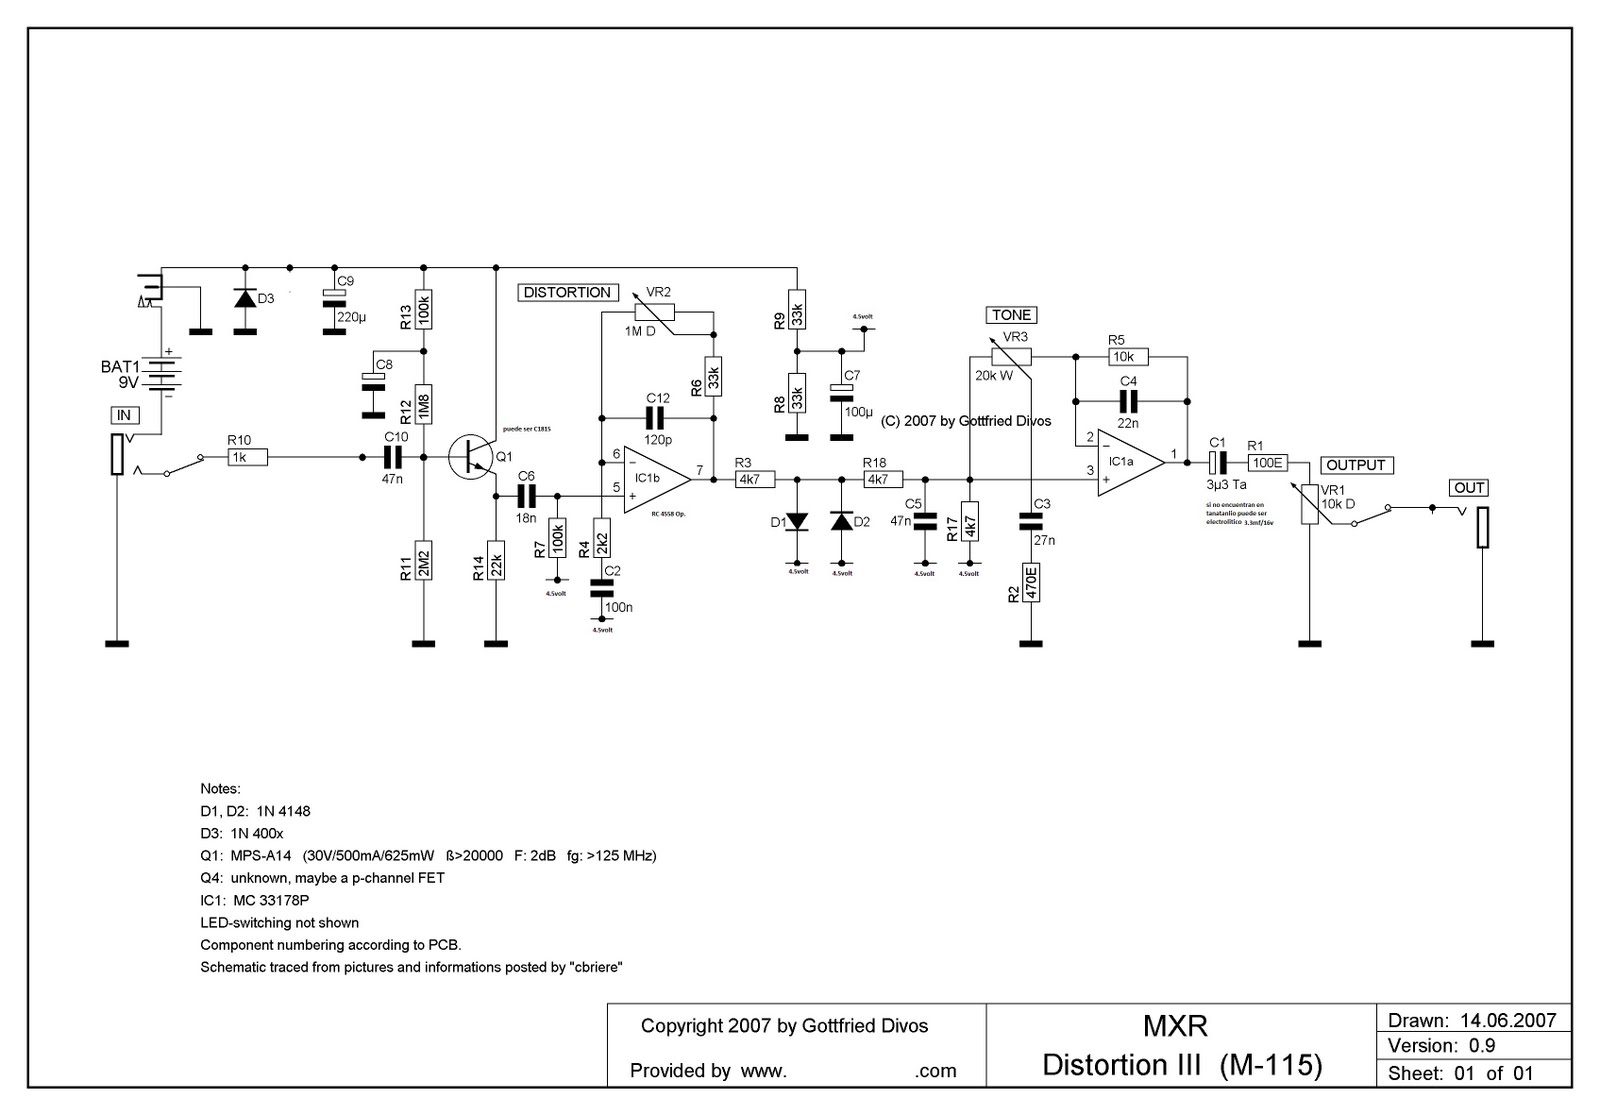 C9
220µ
D3
R13
100k
DISTORTION
VR2
1M D
R9
33k
4.5volt
TONE
VR3
20k W
R5
10k
BAT1
9V
+
−
C8
R12
1M8
R6
33k
R8
33k
C7
100µ
C4
22n
IN
C12
120p
(C) 2007 by Gottfried Divos
R10
1k
C10
47n
puede ser C1815
Q1
6
−
5
+
IC1b
7
RC 4558 Op.
R3
4k7
R18
4k7
2
−
3
+
IC1a
1
C1
3µ3 Ta
R1
100E
OUTPUT
VR1
10k D
OUT
C6
18n
D1
D2
C5
47n
R17
4k7
C3
27n
si no encuentran en
tanatanlio puede ser
electrolitico 3.3mf/16v
R11
2M2
R14
22k
R7
100k
R4
2k2
C2
100n
4.5volt
4.5volt
4.5volt
4.5volt
4.5volt
4.5volt
R2
470E
Notes:
D1, D2: 1N 4148
D3: 1N 400x
Q1: MPS-A14 (30V/500mA/625mW ß>20000 F: 2dB fg: >125 MHz)
Q4: unknown, maybe a p-channel FET
IC1: MC 33178P
LED-switching not shown
Component numbering according to PCB.
Schematic traced from pictures and informations posted by "cbriere"
Copyright 2007 by Gottfried Divos
Provided by www. .com
MXR
Distortion III (M-115)
Drawn: 14.06.2007
Version: 0.9
Sheet: 01 of 01